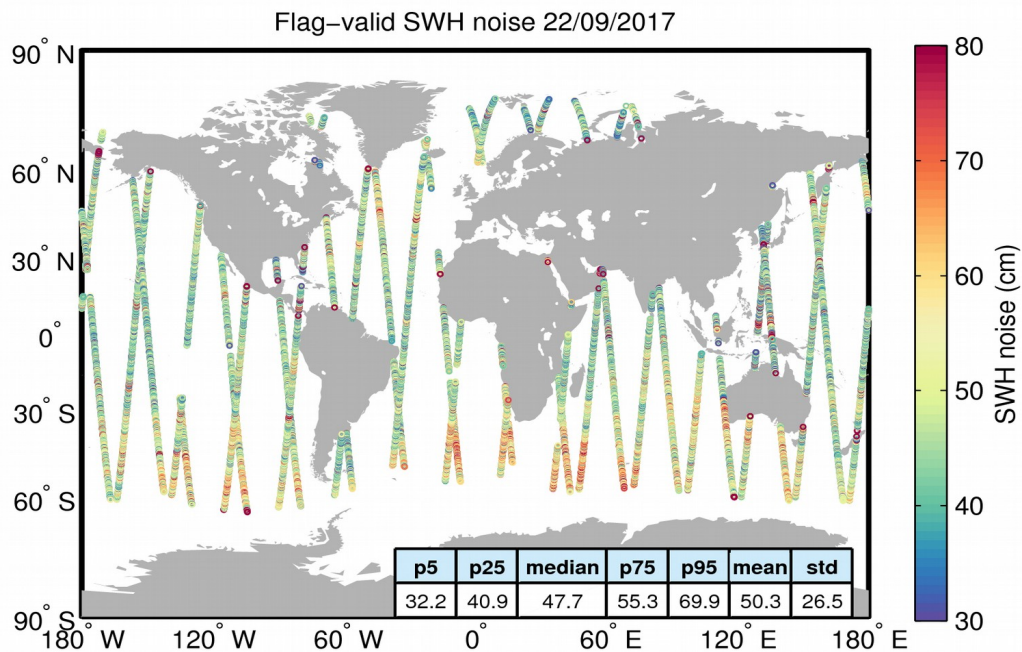 Flag−valid SWH noise 22/09/2017
90° N
60° N
30° N
0°
30° S
60° S
90° S
180° W
120° W
60° W
0°
60° E
120° E
180° E
p5 p25 median p75 p95 mean std
32.2 40.9 47.7 55.3 69.9 50.3 26.5
80
70
60
50
40
30
SWH noise (cm)